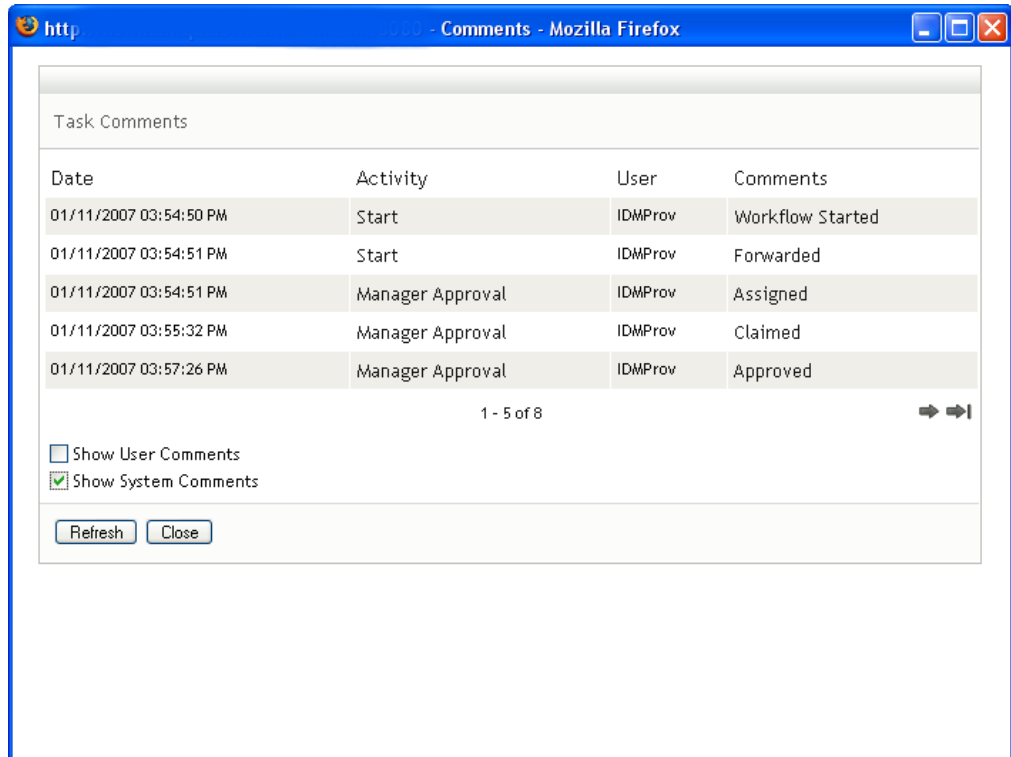 http - Comments - Mozilla Firefox
Task Comments
Date Activity User Comments
01/11/2007 03:54:50 PM Start IDMProv Workflow Started
01/11/2007 03:54:51 PM Start IDMProv Forwarded
01/11/2007 03:54:51 PM Manager Approval IDMProv Assigned
01/11/2007 03:55:32 PM Manager Approval IDMProv Claimed
01/11/2007 03:57:26 PM Manager Approval IDMProv Approved
1 - 5 of 8
Show User Comments
Show System Comments
Refresh Close